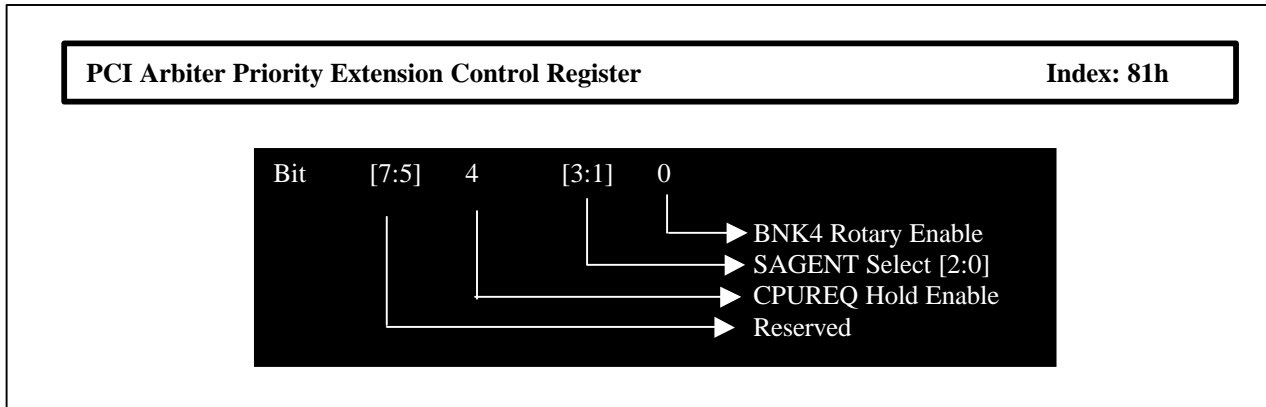 PCI Arbiter Priority Extension Control Register Index: 81h
Bit [7:5] 4 [3:1] 0
BNK4 Rotary Enable
SAGENT Select [2:0]
CPUREQ Hold Enable
Reserved